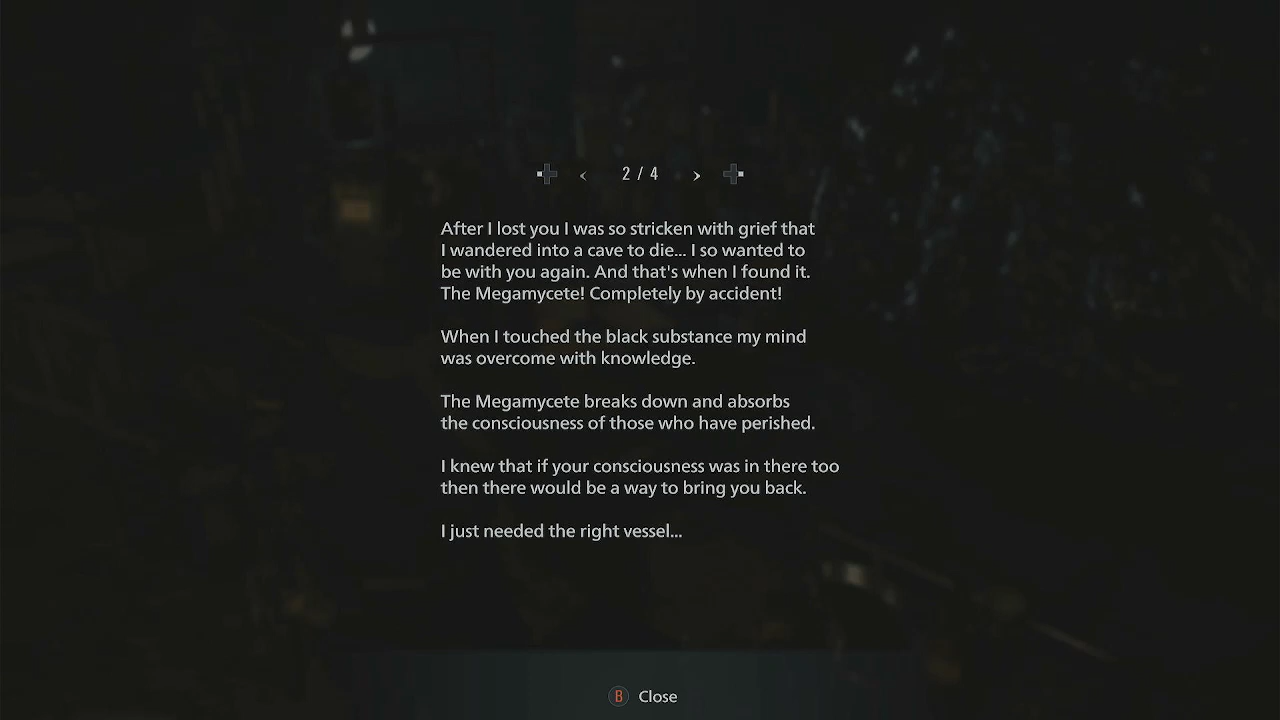 2 / 4
After I lost you I was so stricken with grief that
I wandered into a cave to die... I so wanted to
be with you again. And that's when I found it.
The Megamycete! Completely by accident!
When I touched the black substance my mind
was overcome with knowledge.
The Megamycete breaks down and absorbs
the consciousness of those who have perished.
I knew that if your consciousness was in there too
then there would be a way to bring you back.
I just needed the right vessel...
B Close